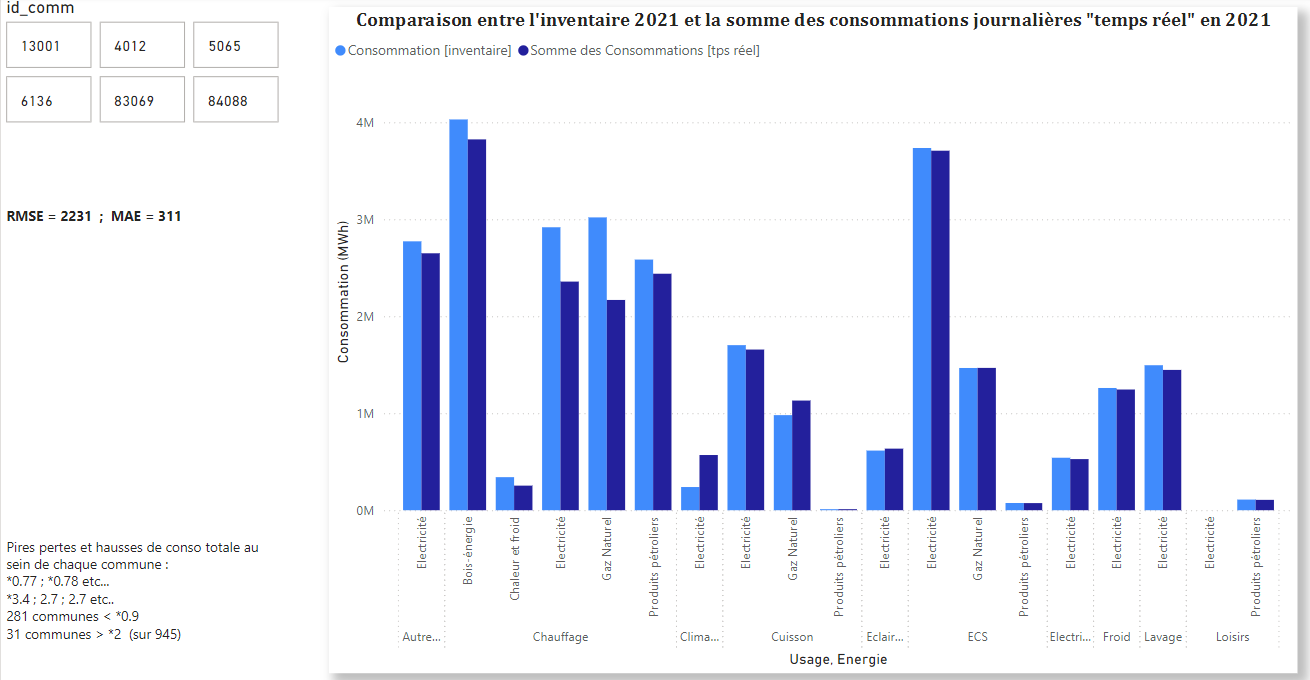 id_comm
13001 4012 5065
6136 83069 84088
RMSE = 2231 ; MAE = 311
Pires pertes et hausses de conso totale au
sein de chaque commune :
*0.77 ; *0.78 etc...
*3.4 ; 2.7 ; 2.7 etc..
281 communes < *0.9
31 communes > *2 (sur 945)
Comparaison entre l'inventaire 2021 et la somme des consommations journalières "temps réel" en 2021
Consommation [inventaire] Somme des Consommations [tps réel]
Consommation (MWh)
4M
3M
2M
1M
0M
Electricité
Bois-énergie
Chaleur et froid
Electricité
Gaz Naturel
Produits pétroliers
Electricité
Electricité
Gaz Naturel
Produits pétroliers
Electricité
Electricité
Gaz Naturel
Produits pétroliers
Electricité
Electricité
Electricité
Electricité
Produits pétroliers
Autre... Chauffage Clima... Cuisson Eclair... ECS Electri... Froid Lavage Loisirs
Usage, Energie